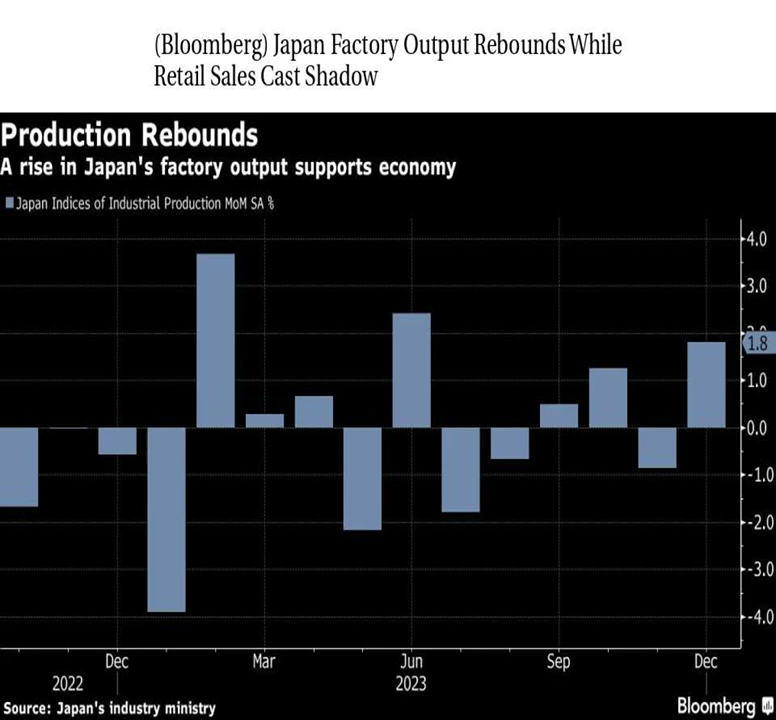 (Bloomberg) Japan Factory Output Rebounds While
Retail Sales Cast Shadow
Production Rebounds
A rise in Japan's factory output supports economy
Japan Indices of Industrial Production MoM SA %
4.0
3.0
2.0
1.8
1.0
0.0
-1.0
-2.0
-3.0
-4.0
Dec Mar Jun Sep Dec
2022 2023
Source: Japan's industry ministry Bloomberg